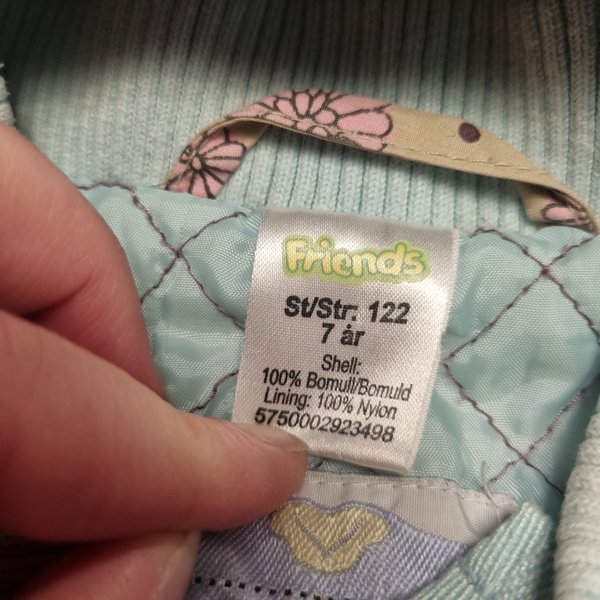 Friends
St/Str: 122
7 år
Shell:
100% Bomull/Bomuld
Lining: 100% Nylon
5750002923498